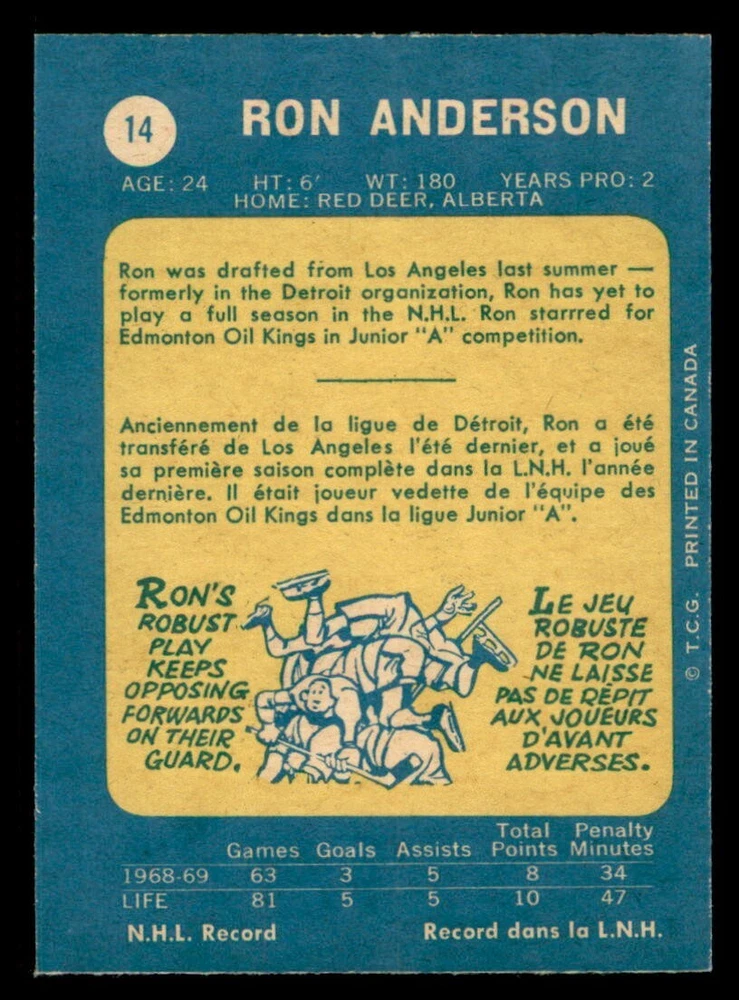 14
RON ANDERSON
AGE: 24 HT: 6' WT: 180 YEARS PRO: 2
HOME: RED DEER, ALBERTA
Ron was drafted from Los Angeles last summer —
formerly in the Detroit organization, Ron has yet to
play a full season in the N.H.L. Ron starrred for
Edmonton Oil Kings in Junior "A" competition.
Anciennement de la ligue de Détroit, Ron a été
transféré de Los Angeles l'été dernier, et a joué
sa première saison complète dans la L.N.H. l'année
dernière. Il était joueur vedette de l'équipe des
Edmonton Oil Kings dans la ligue Junior "A".
RON'S
ROBUST
PLAY
KEEPS
OPPOSING
FORWARDS
ON THEIR
GUARD.
LE JEU
ROBUSTE
DE RON
NE LAISSE
PAS DE RÉPIT
AUX JOUEURS
D'AVANT
ADVERSES.
© T.C.G. PRINTED IN CANADA
Total Penalty
Games Goals Assists Points Minutes
1968-69 63 3 5 8 34
LIFE 81 5 5 10 47
N.H.L. Record Record dans la L.N.H.